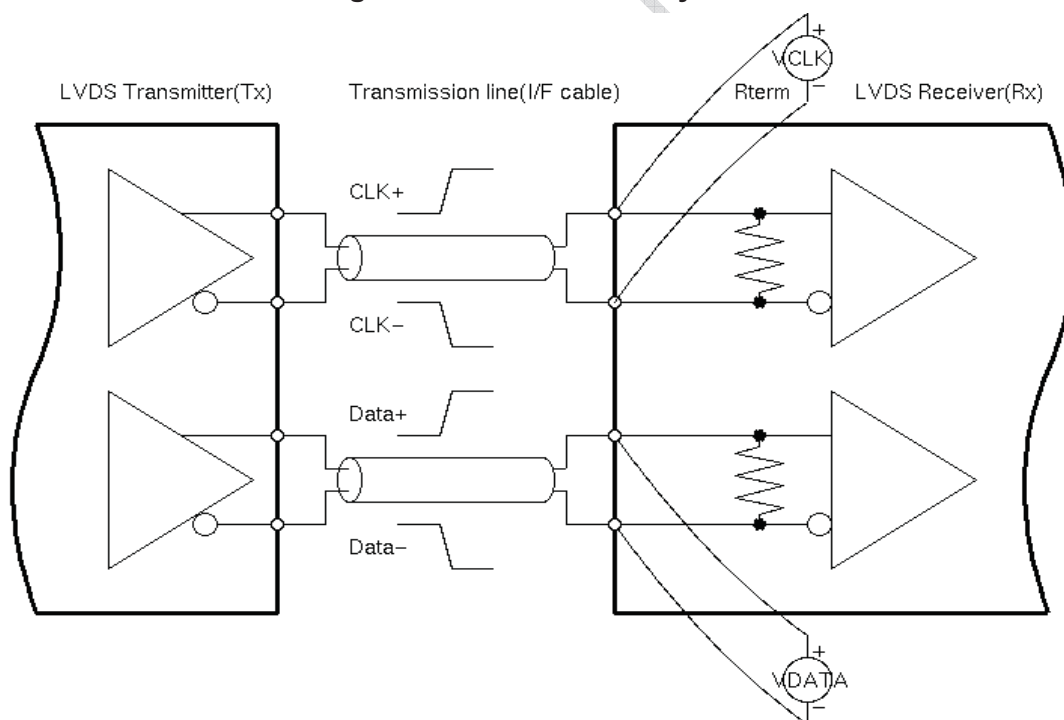 +
VCLK
−
LVDS Transmitter(Tx) Transmission line(I/F cable) Rterm LVDS Receiver(Rx)
CLK+
CLK−
Data+
Data−
+
VDATA
−